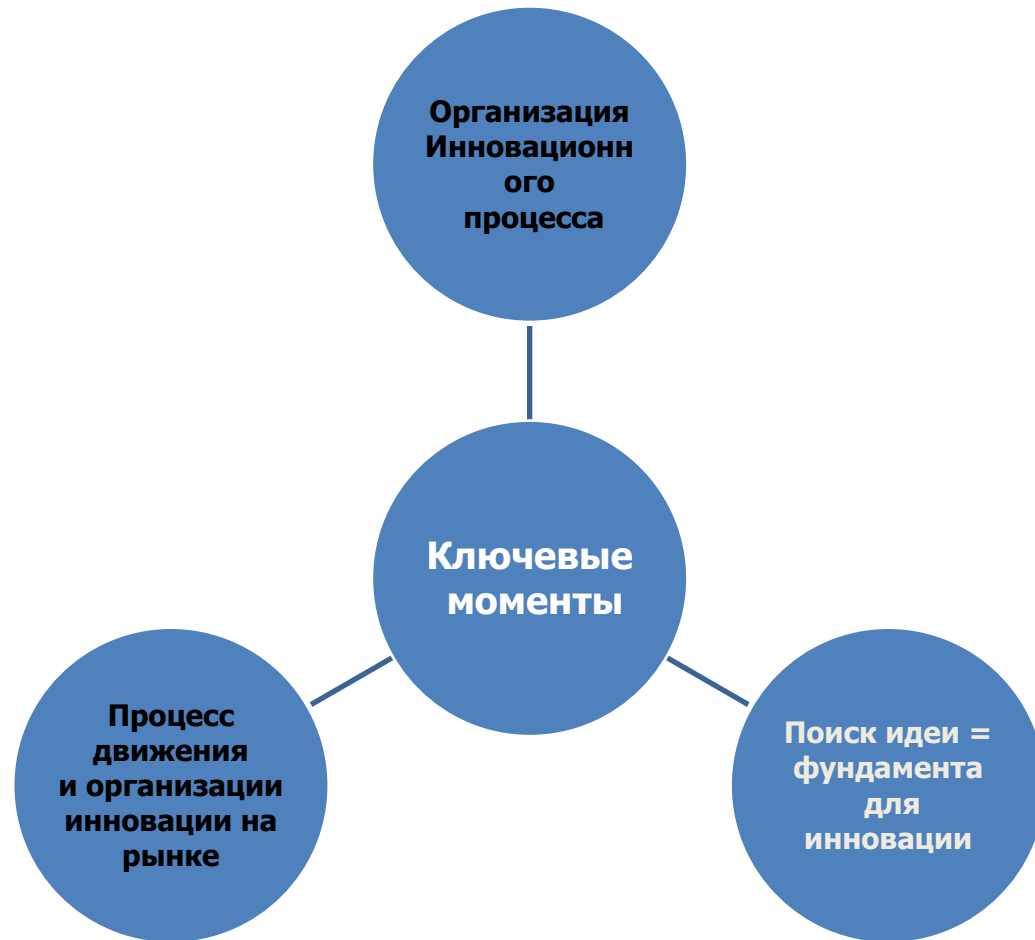 Организация
Инновационн
ого
процесса
Ключевые
моменты
Процесс
движения
и организации
инновации на
рынке
Поиск идеи =
фундамента
для
инновации